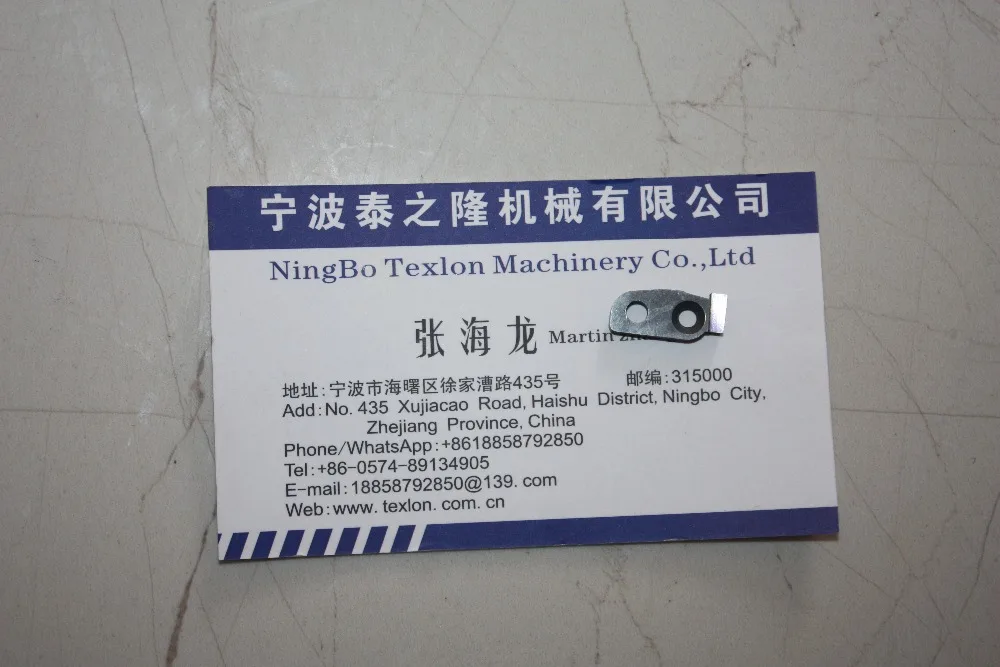 宁波泰之隆机械有限公司
NingBo Texlon Machinery Co.,Ltd
张海龙 Martin
地址:宁波市海曙区徐家漕路435号 邮编:315000
Add:No. 435 Xujiacao Road, Haishu District, Ningbo City,
Zhejiang Province, China
Phone/WhatsApp:+8618858792850
Tel:+86-0574-89134905
E-mail:18858792850@139. com
Web:www. texlon. com. cn